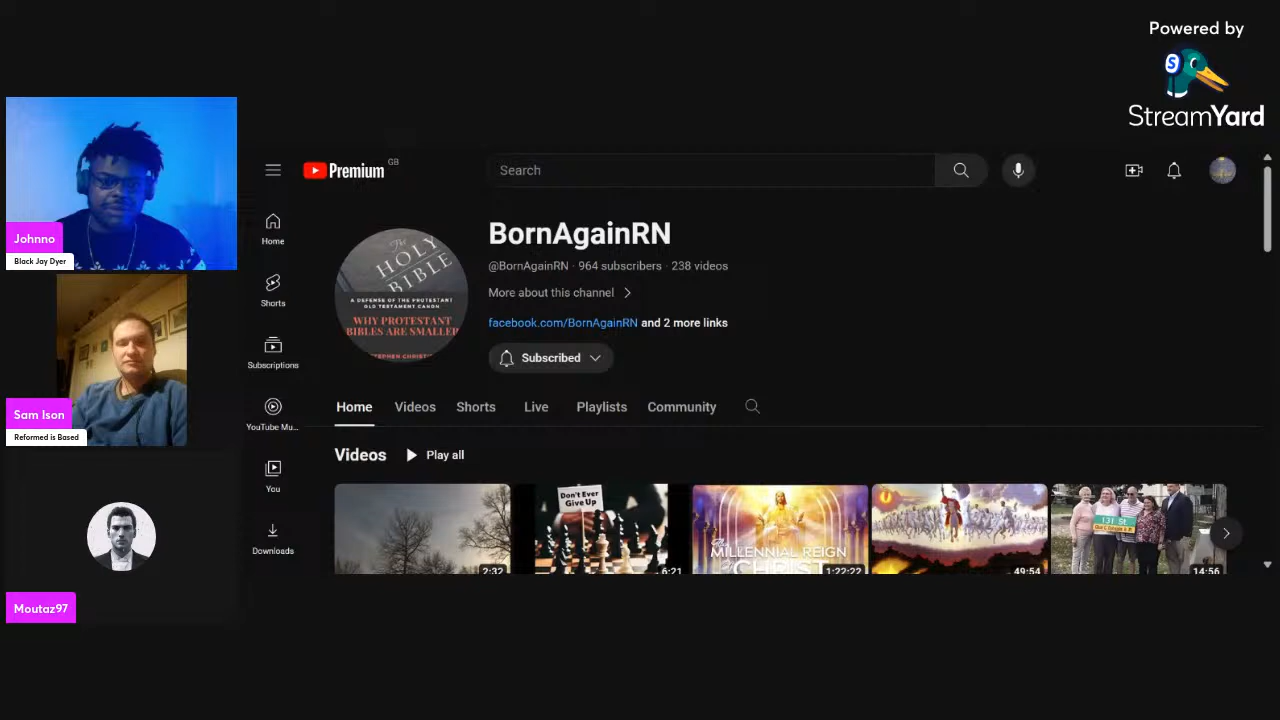 Powered by
StreamYard
Johnno
Black Jay Dyer
Sam Ison
Reformed is Based
Moutaz97
Premium GB
Search
Home
Shorts
Subscriptions
YouTube Mu...
You
Downloads
The
HOLY
BIBLE
A DEFENSE OF THE PROTESTANT
OLD TESTAMENT CANON
WHY PROTESTANT
BIBLES ARE SMALLER
BornAgainRN
@BornAgainRN · 964 subscribers · 238 videos
More about this channel
facebook.com/BornAgainRN and 2 more links
Subscribed
Home Videos Shorts Live Playlists Community
Videos Play all
2:32
Don't Ever
Give Up
6:21
The
MILLENNIAL REIGN
Of CHRIST
1:22:22
49:54
131 St
14:56